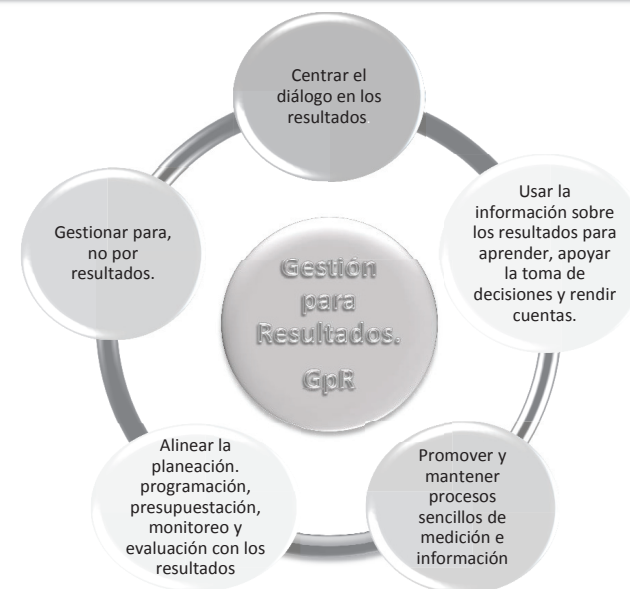 Centrar el
diálogo en los
resultados.
Usar la
información sobre
los resultados para
aprender, apoyar
la toma de
decisiones y rendir
cuentas.
Promover y
mantener
procesos
sencillos de
medición e
información
Alinear la
planeación.
programación,
presupuestación,
monitoreo y
evaluación con los
resultados
Gestionar para,
no por
resultados.
Gestión
para
Resultados.
GpR